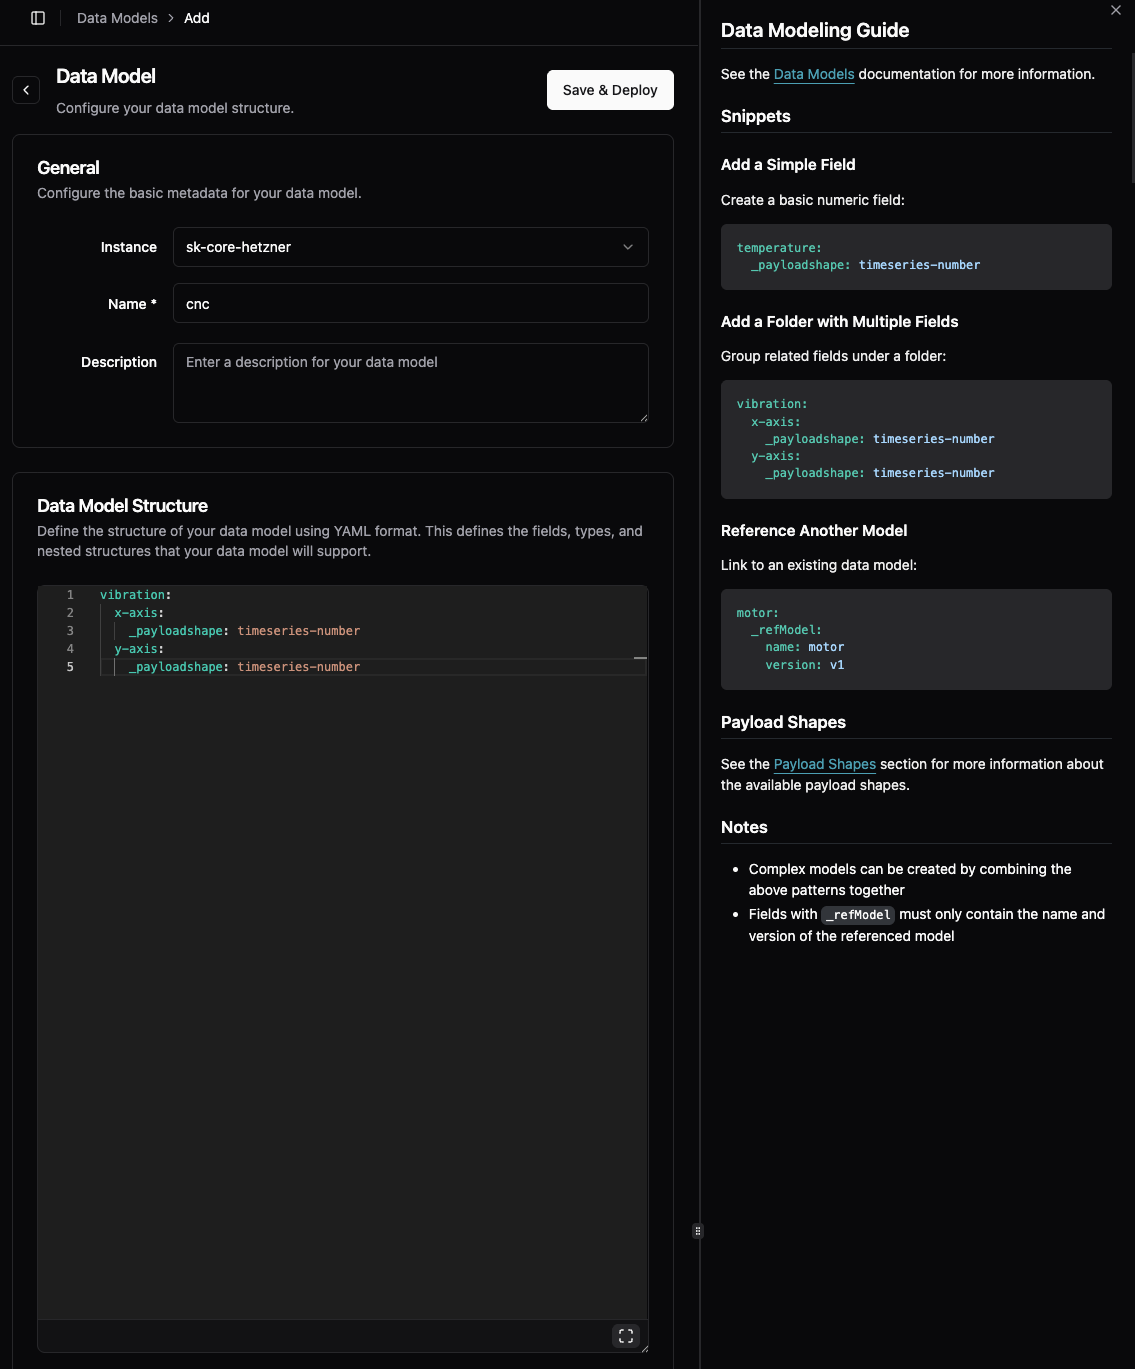 Data Models > Add
Data Model
Configure your data model structure.
Save & Deploy
General
Configure the basic metadata for your data model.
Instance
sk-core-hetzner
Name *
cnc
Description
Enter a description for your data model
Data Model Structure
Define the structure of your data model using YAML format. This defines the fields, types, and
nested structures that your data model will support.
1 vibration:
2   x-axis:
3     _payloadshape: timeseries-number
4   y-axis:
5     _payloadshape: timeseries-number
Data Modeling Guide
See the Data Models documentation for more information.
Snippets
Add a Simple Field
Create a basic numeric field:
temperature:
  _payloadshape: timeseries-number
Add a Folder with Multiple Fields
Group related fields under a folder:
vibration:
  x-axis:
    _payloadshape: timeseries-number
  y-axis:
    _payloadshape: timeseries-number
Reference Another Model
Link to an existing data model:
motor:
  _refModel:
    name: motor
    version: v1
Payload Shapes
See the Payload Shapes section for more information about
the available payload shapes.
Notes
• Complex models can be created by combining the
above patterns together
• Fields with _refModel must only contain the name and
version of the referenced model